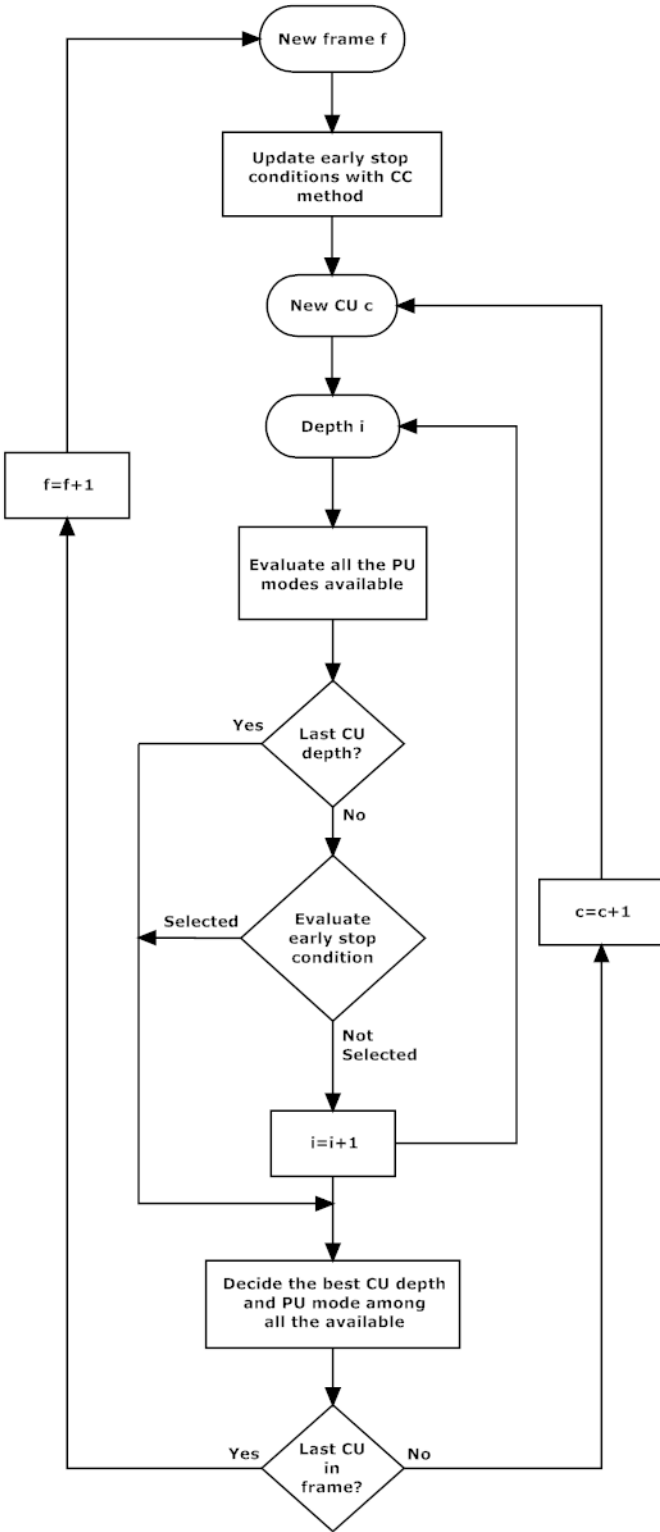 New frame f
Update early stop
conditions with CC
method
New CU c
Depth i
f=f+1
Evaluate all the PU
modes available
Yes
Last CU
depth?
No
Selected
Evaluate
early stop
condition
c=c+1
Not
Selected
i=i+1
Decide the best CU depth
and PU mode among
all the available
Yes
Last CU
in
frame?
No